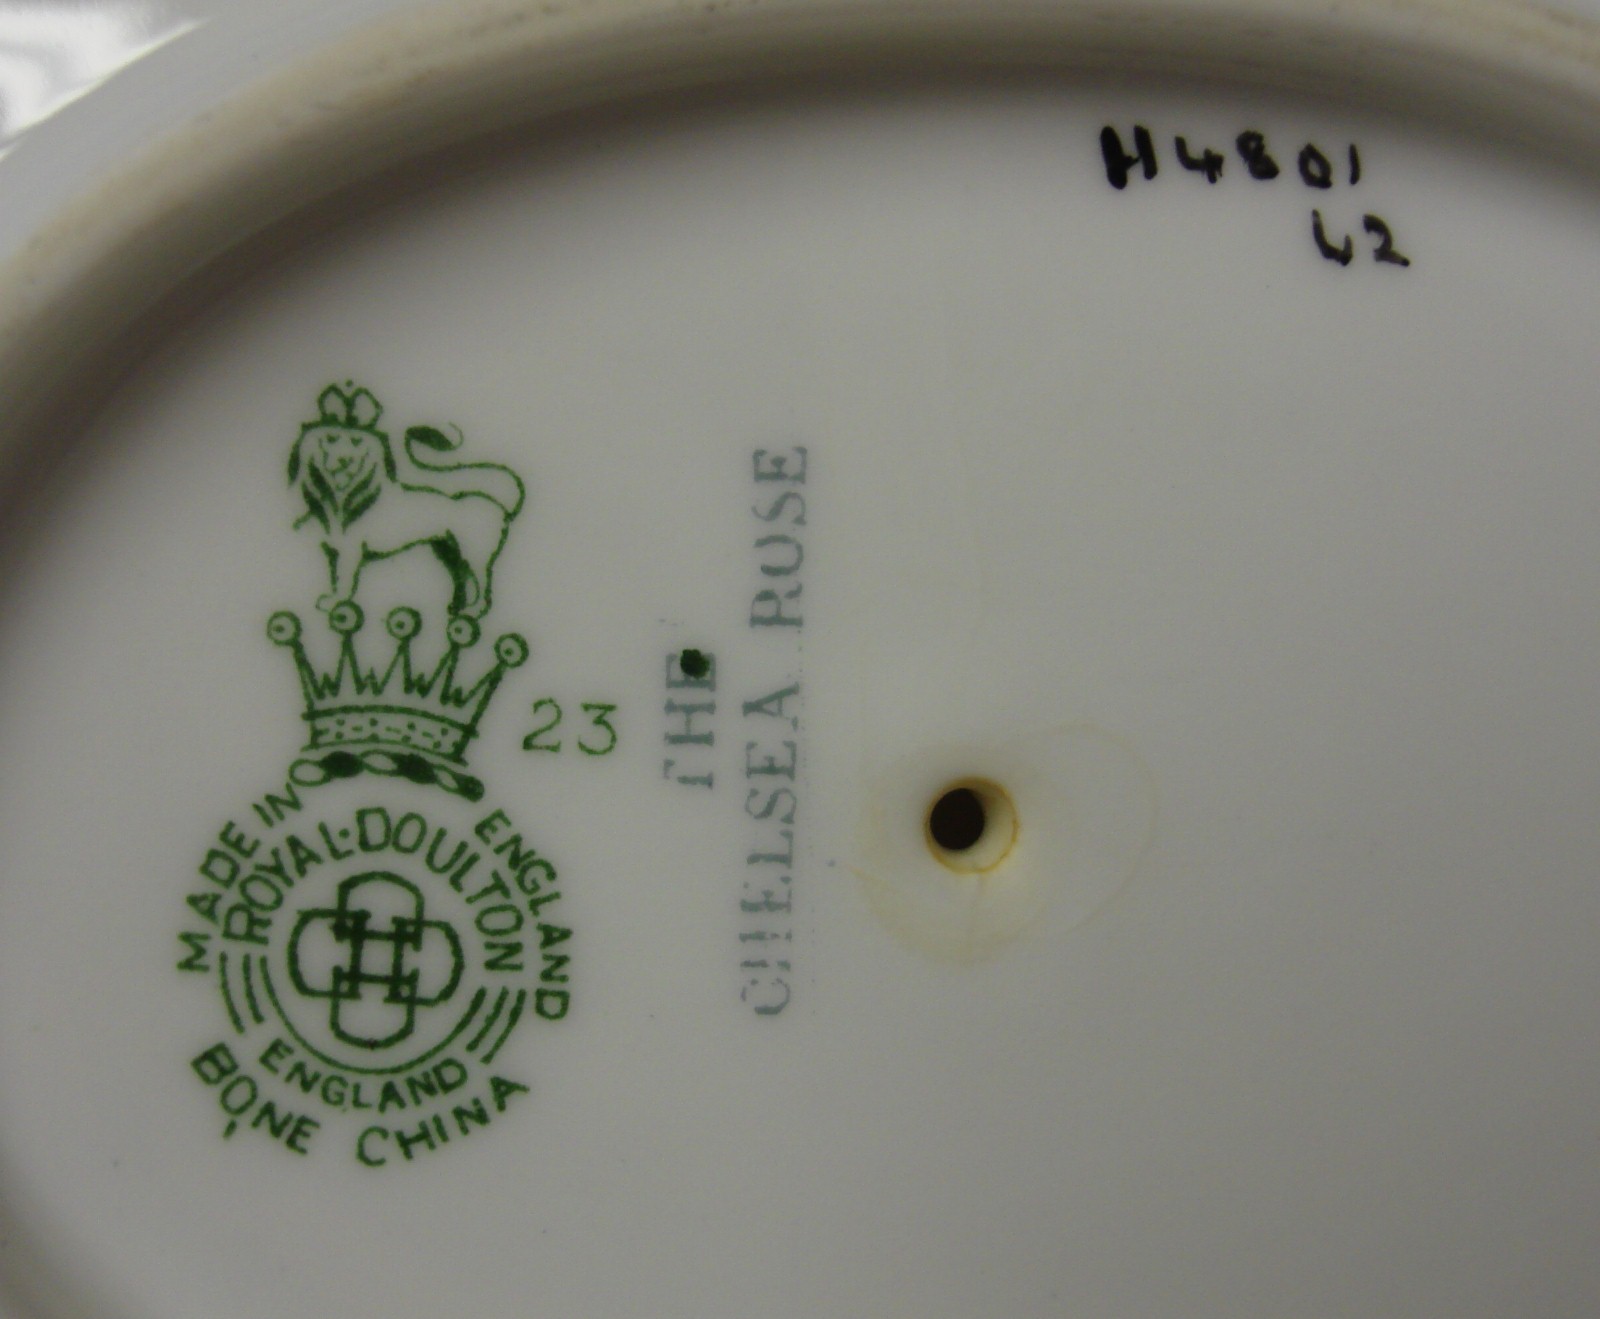 H4801
42
23
MADE IN ENGLAND
ROYAL·DOULTON
ENGLAND
BONE CHINA
THE
CHELSEA ROSE